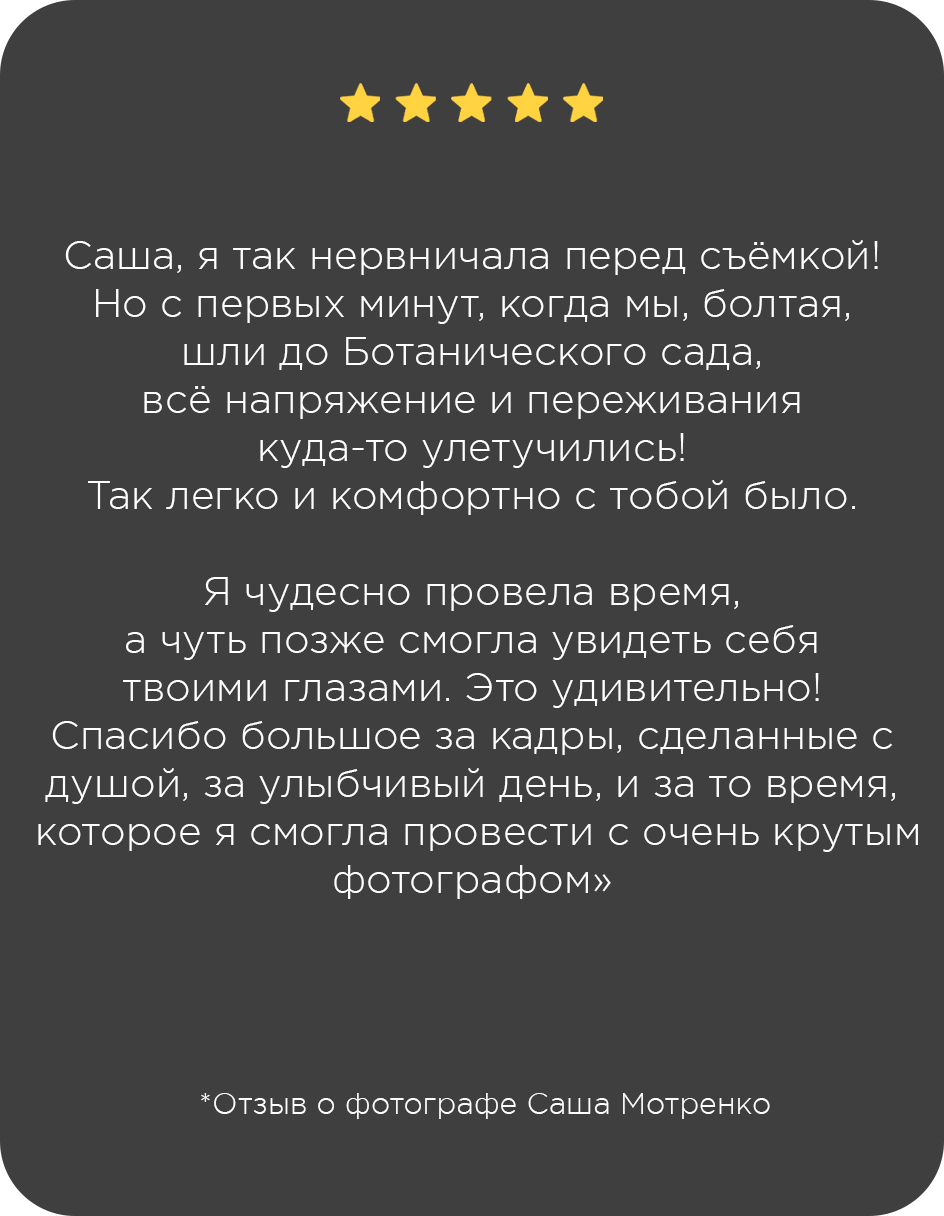 Саша, я так нервничала перед съёмкой!
Но с первых минут, когда мы, болтая,
шли до Ботанического сада,
всё напряжение и переживания
куда-то улетучились!
Так легко и комфортно с тобой было.
Я чудесно провела время,
а чуть позже смогла увидеть себя
твоими глазами. Это удивительно!
Спасибо большое за кадры, сделанные с
душой, за улыбчивый день, и за то время,
которое я смогла провести с очень крутым
фотографом»
*Отзыв о фотографе Саша Мотренко